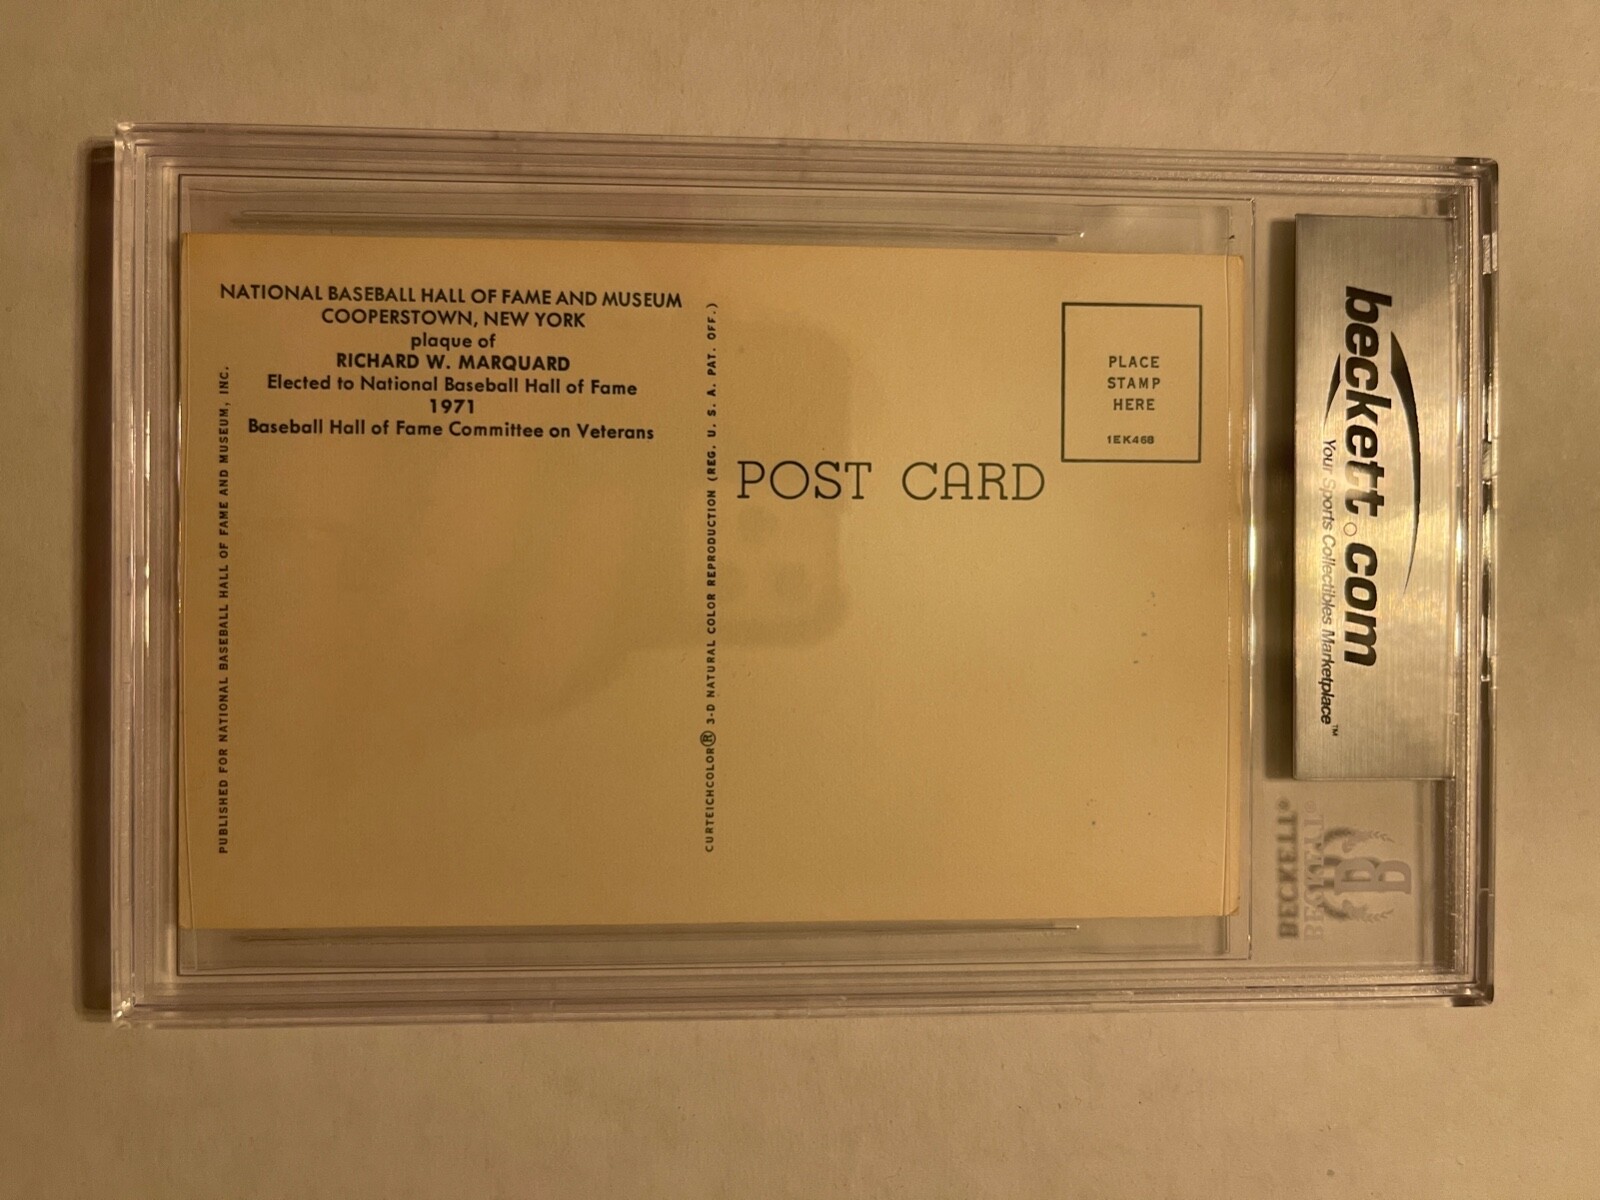 NATIONAL BASEBALL HALL OF FAME AND MUSEUM
COOPERSTOWN, NEW YORK
plaque of
RICHARD W. MARQUARD
Elected to National Baseball Hall of Fame
1971
Baseball Hall of Fame Committee on Veterans
PUBLISHED FOR NATIONAL BASEBALL HALL OF FAME AND MUSEUM, INC.
CURTEICHCOLOR® 3-D NATURAL COLOR REPRODUCTION (REG. U. S. A. PAT. OFF.)
POST CARD
PLACE
STAMP
HERE
1EK468
beckett.com
Your Sports Collectibles Marketplace™
B
BECKETT®
BECKETT®